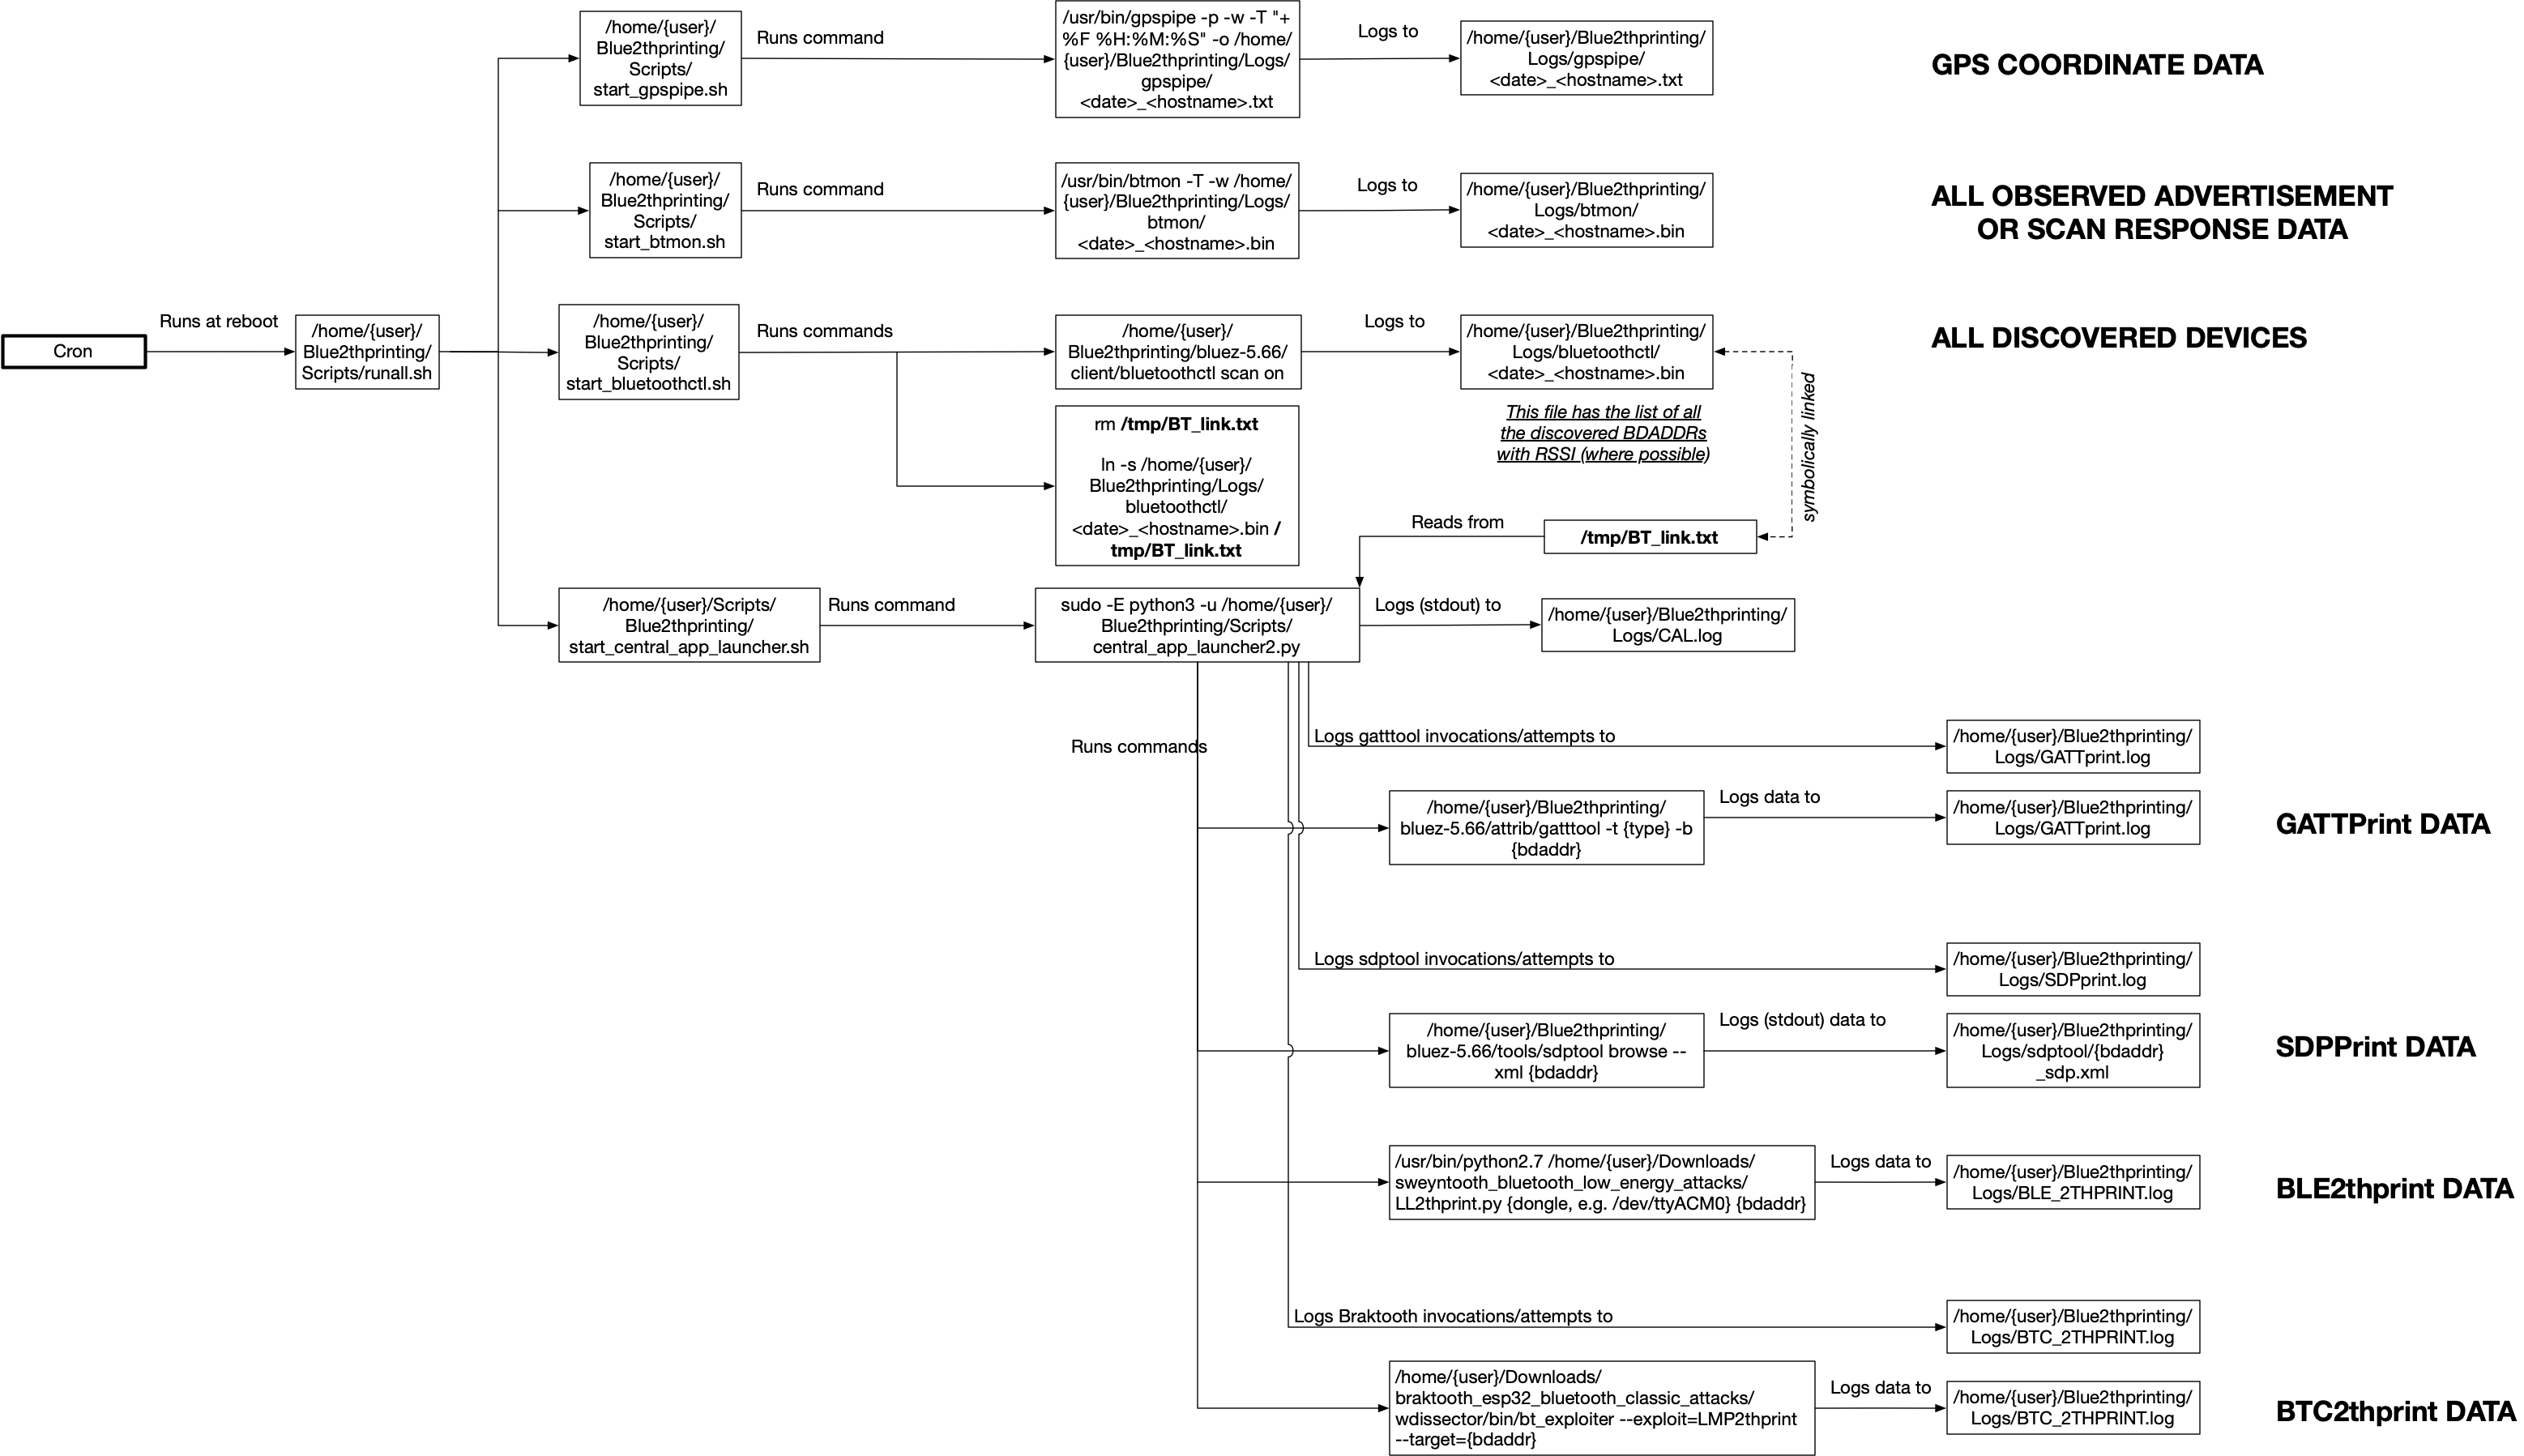 /home/{user}/
Blue2thprinting/
Scripts/
start_gpspipe.sh
Runs command
/usr/bin/gpspipe -p -w -T "+
%F %H:%M:%S" -o /home/
{user}/Blue2thprinting/Logs/
gpspipe/
<date>_<hostname>.txt
Logs to
/home/{user}/Blue2thprinting/
Logs/gpspipe/
<date>_<hostname>.txt
GPS COORDINATE DATA
/home/{user}/
Blue2thprinting/
Scripts/
start_btmon.sh
Runs command
/usr/bin/btmon -T -w /home/
{user}/Blue2thprinting/Logs/
btmon/
<date>_<hostname>.bin
Logs to
/home/{user}/Blue2thprinting/
Logs/btmon/
<date>_<hostname>.bin
ALL OBSERVED ADVERTISEMENT
OR SCAN RESPONSE DATA
Cron
Runs at reboot
/home/{user}/
Blue2thprinting/
Scripts/runall.sh
/home/{user}/
Blue2thprinting/
Scripts/
start_bluetoothctl.sh
Runs commands
/home/{user}/
Blue2thprinting/bluez-5.66/
client/bluetoothctl scan on
Logs to
/home/{user}/Blue2thprinting/
Logs/bluetoothctl/
<date>_<hostname>.bin
ALL DISCOVERED DEVICES
This file has the list of all
the discovered BDADDRs
with RSSI (where possible)
symbolically linked
rm /tmp/BT_link.txt
ln -s /home/{user}/
Blue2thprinting/Logs/
bluetoothctl/
<date>_<hostname>.bin /
tmp/BT_link.txt
Reads from
/tmp/BT_link.txt
/home/{user}/Scripts/
Blue2thprinting/
start_central_app_launcher.sh
Runs command
sudo -E python3 -u /home/{user}/
Blue2thprinting/Scripts/
central_app_launcher2.py
Logs (stdout) to
/home/{user}/Blue2thprinting/
Logs/CAL.log
Runs commands
Logs gatttool invocations/attempts to
/home/{user}/Blue2thprinting/
Logs/GATTprint.log
/home/{user}/Blue2thprinting/
bluez-5.66/attrib/gatttool -t {type} -b
{bdaddr}
Logs data to
/home/{user}/Blue2thprinting/
Logs/GATTprint.log
GATTPrint DATA
Logs sdptool invocations/attempts to
/home/{user}/Blue2thprinting/
Logs/SDPprint.log
/home/{user}/Blue2thprinting/
bluez-5.66/tools/sdptool browse --
xml {bdaddr}
Logs (stdout) data to
/home/{user}/Blue2thprinting/
Logs/sdptool/{bdaddr}
_sdp.xml
SDPPrint DATA
/usr/bin/python2.7 /home/{user}/Downloads/
sweyntooth_bluetooth_low_energy_attacks/
LL2thprint.py {dongle, e.g. /dev/ttyACM0} {bdaddr}
Logs data to
/home/{user}/Blue2thprinting/
Logs/BLE_2THPRINT.log
BLE2thprint DATA
Logs Braktooth invocations/attempts to
/home/{user}/Blue2thprinting/
Logs/BTC_2THPRINT.log
/home/{user}/Downloads/
braktooth_esp32_bluetooth_classic_attacks/
wdissector/bin/bt_exploiter --exploit=LMP2thprint
--target={bdaddr}
Logs data to
/home/{user}/Blue2thprinting/
Logs/BTC_2THPRINT.log
BTC2thprint DATA